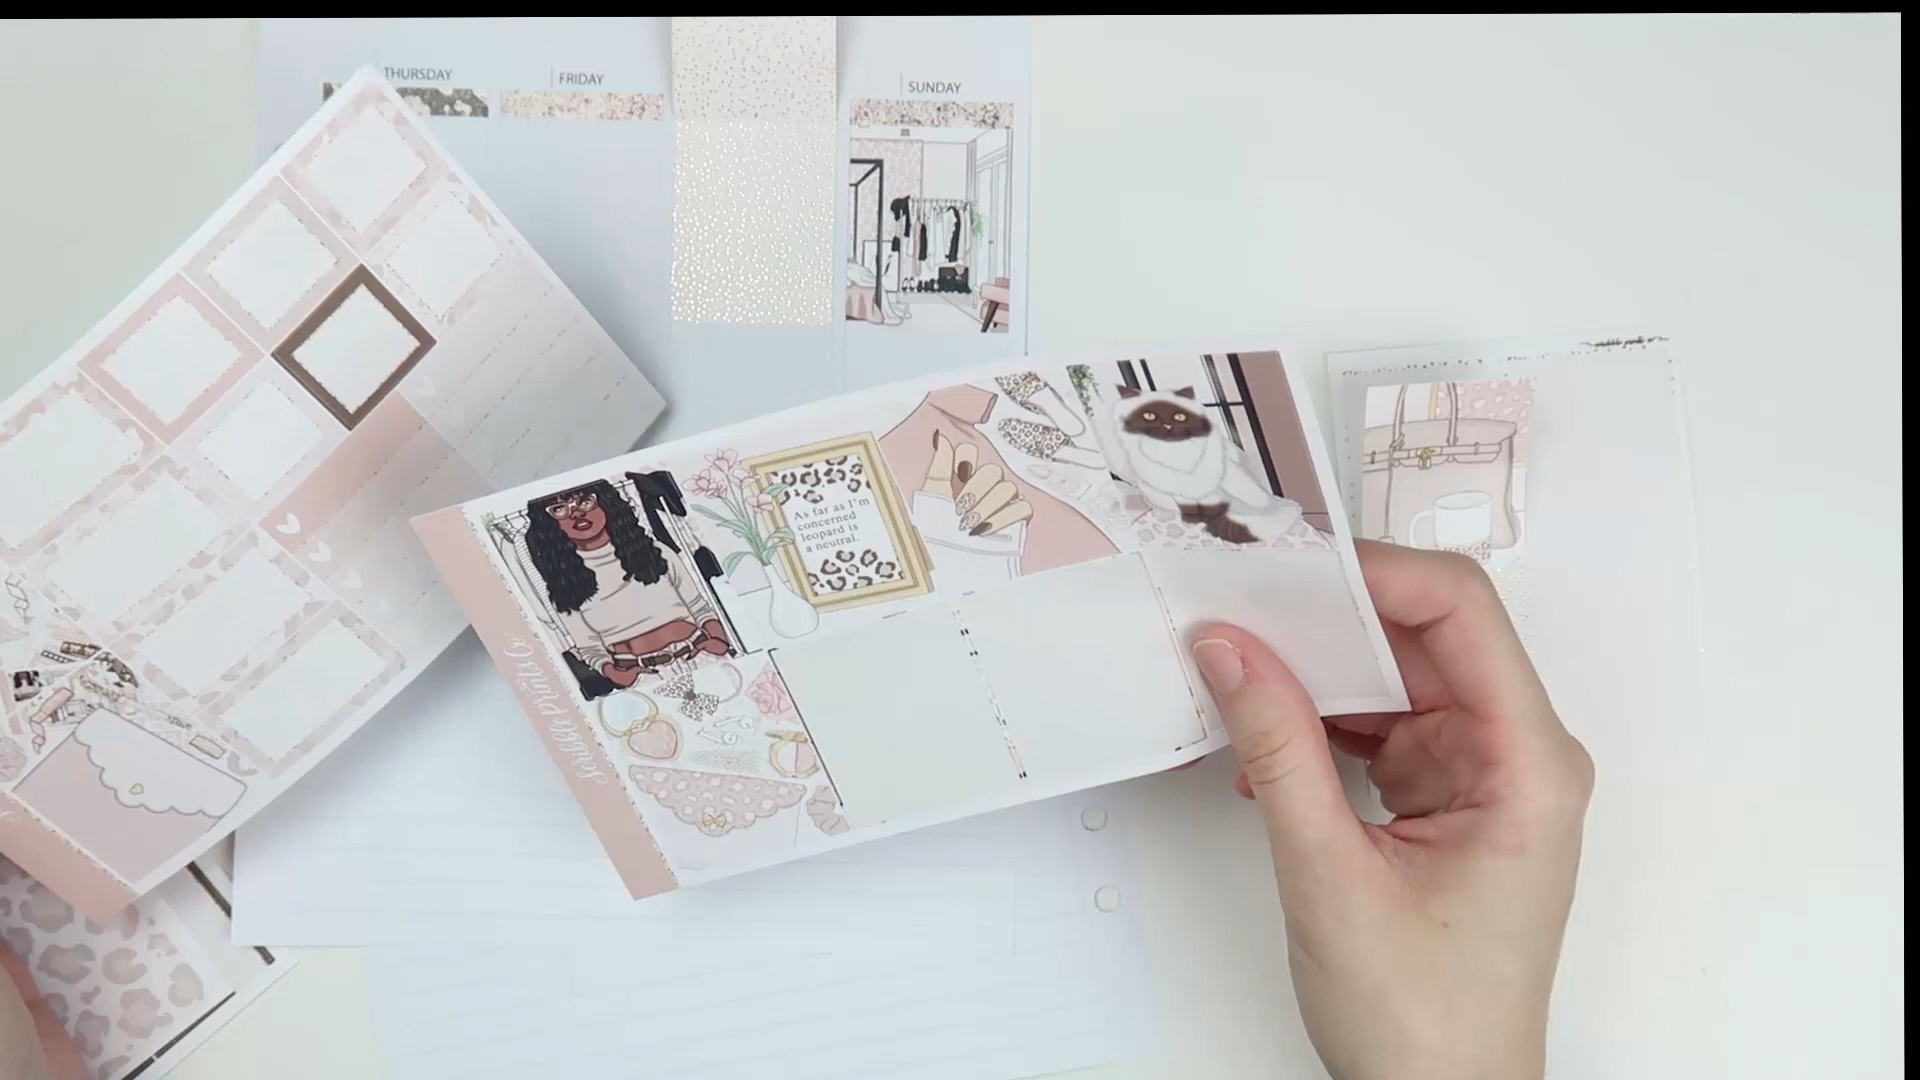 THURSDAY
FRIDAY
SUNDAY
As far as I'm
concerned
leopard is
a neutral.
Scribble Prints Co